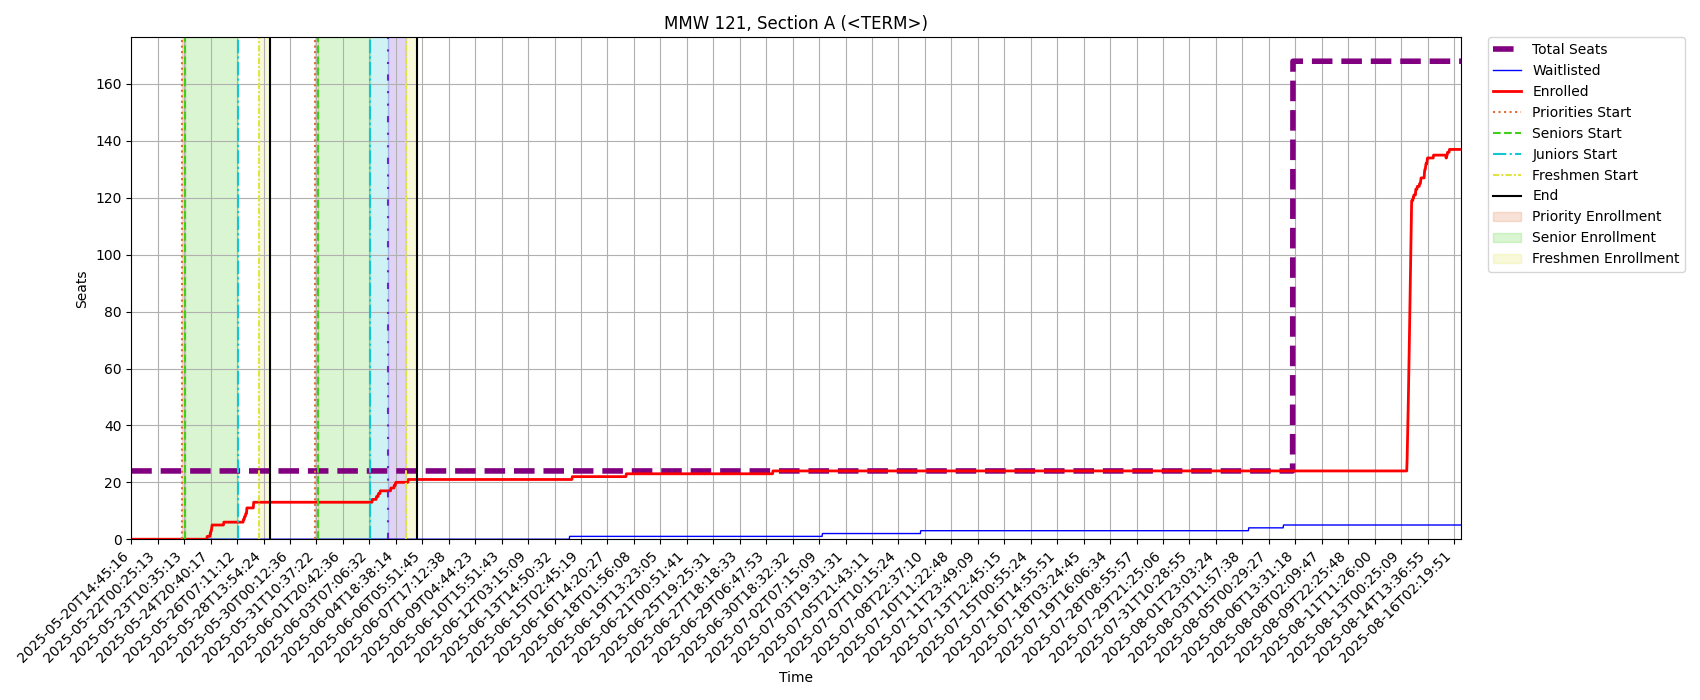 MMW 121, Section A (<TERM>)
Total Seats
Waitlisted
Enrolled
Priorities Start
Seniors Start
Juniors Start
Freshmen Start
End
Priority Enrollment
Senior Enrollment
Freshmen Enrollment
Seats
160
140
120
100
80
60
40
20
0
2025-05-20T14:45:16
2025-05-22T00:25:13
2025-05-23T10:35:13
2025-05-24T20:40:17
2025-05-26T07:11:12
2025-05-28T13:54:24
2025-05-30T00:12:36
2025-05-31T10:37:22
2025-06-01T20:42:36
2025-06-03T07:06:32
2025-06-04T18:38:14
2025-06-06T05:51:45
2025-06-07T17:12:38
2025-06-09T04:44:23
2025-06-10T15:51:43
2025-06-12T03:15:09
2025-06-13T14:50:32
2025-06-15T02:45:19
2025-06-16T14:20:27
2025-06-18T01:56:08
2025-06-19T13:23:05
2025-06-21T00:51:41
2025-06-25T19:25:31
2025-06-27T18:18:33
2025-06-29T06:47:53
2025-06-30T18:32:32
2025-07-02T07:15:09
2025-07-03T19:31:31
2025-07-05T21:43:11
2025-07-07T10:15:24
2025-07-08T22:37:10
2025-07-10T11:22:48
2025-07-11T23:49:09
2025-07-13T12:45:15
2025-07-15T00:55:24
2025-07-16T14:55:51
2025-07-18T03:24:45
2025-07-19T16:06:34
2025-07-28T08:55:57
2025-07-29T21:25:06
2025-07-31T10:28:55
2025-08-01T23:03:24
2025-08-03T11:57:38
2025-08-05T00:29:27
2025-08-06T13:31:18
2025-08-08T02:09:47
2025-08-09T22:25:48
2025-08-11T11:26:00
2025-08-13T00:25:09
2025-08-14T13:36:55
2025-08-16T02:19:51
Time